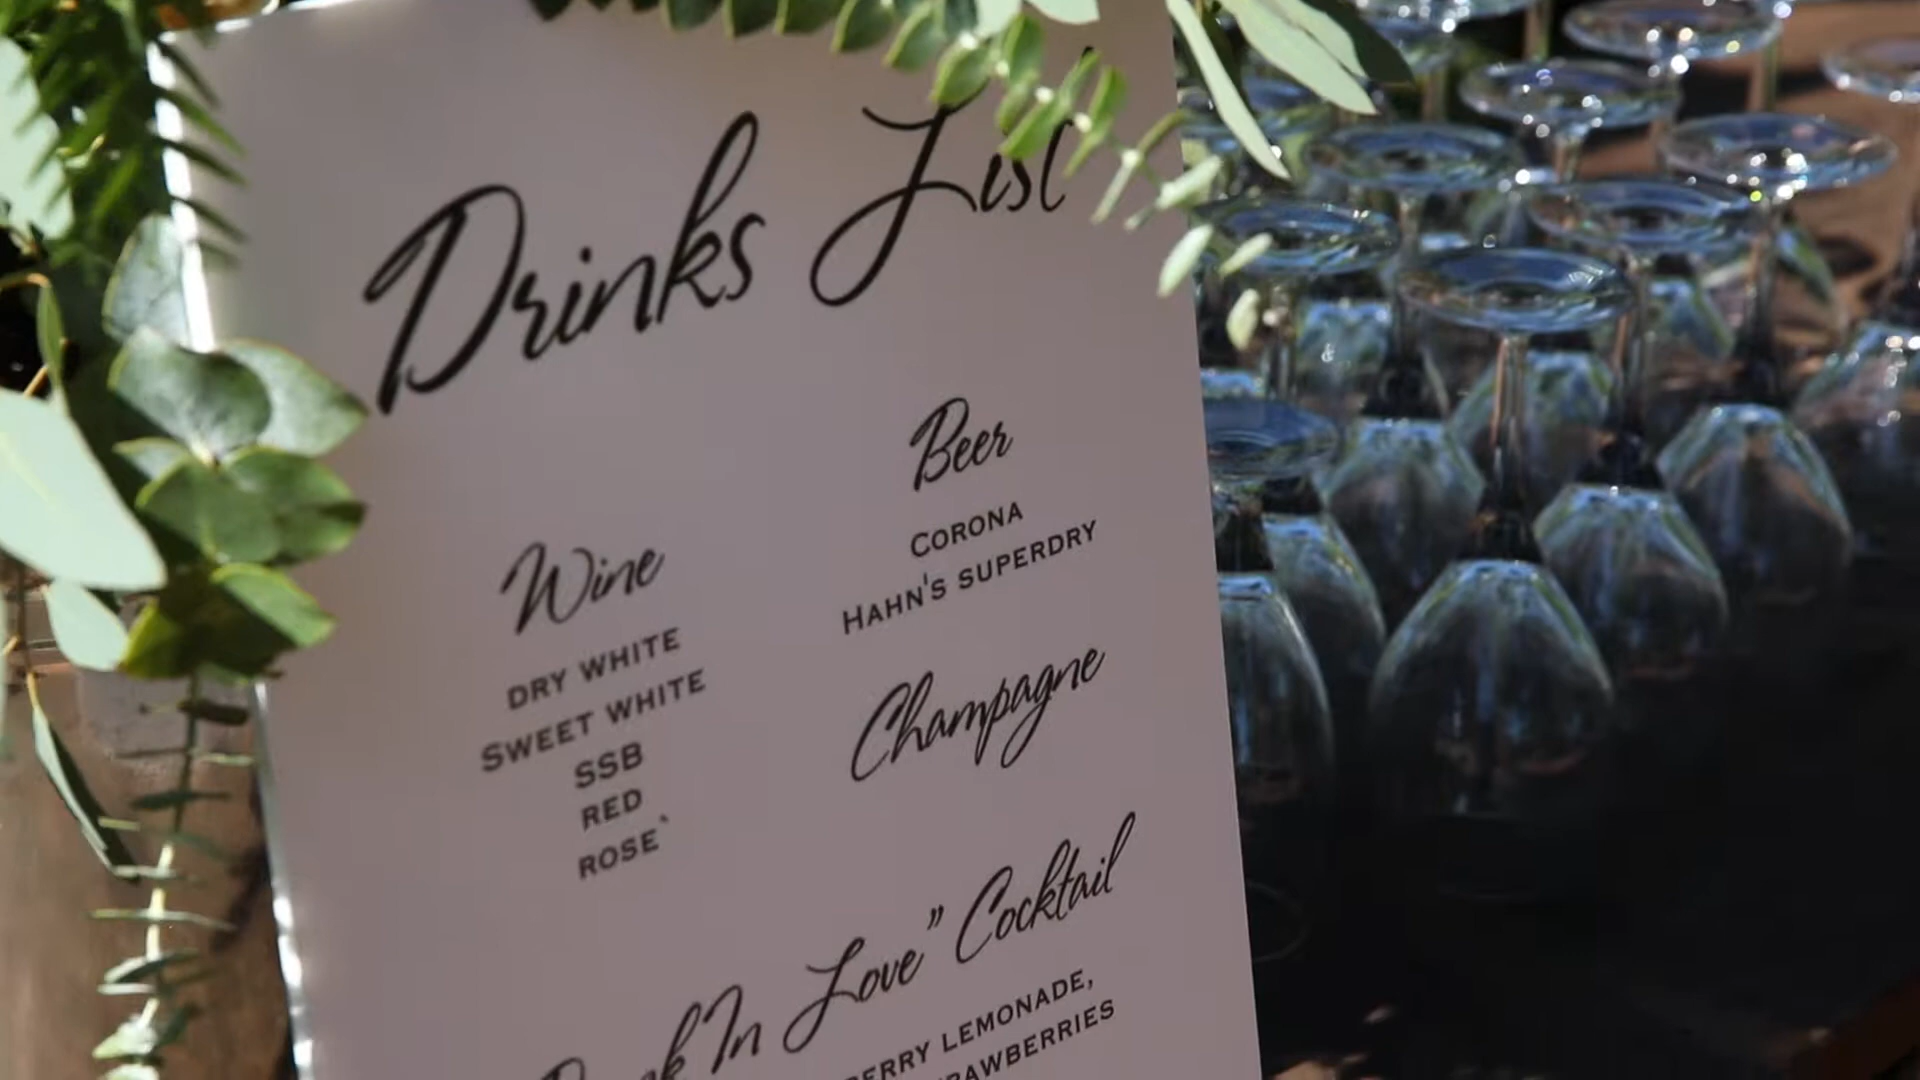 Drinks List
Wine
DRY WHITE
SWEET WHITE
SSB
RED
ROSE`
Beer
CORONA
HAHN'S SUPERDRY
Champagne
In Love" Cocktail
LEMONADE,